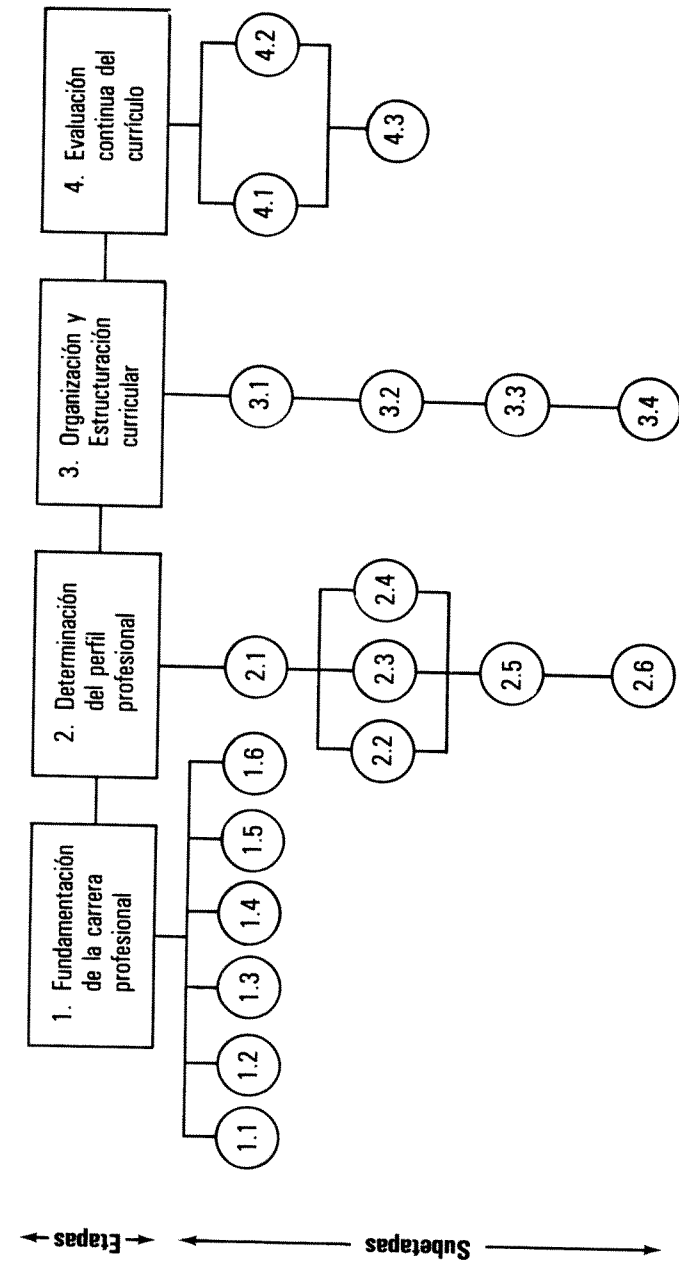 Etapas
1. Fundamentación
de la carrera
profesional
2. Determinación
del perfil
profesional
3. Organización y
Estructuración
curricular
4. Evaluación
continua del
currículo
Subetapas
1.1
1.2
1.3
1.4
1.5
1.6
2.1
2.2
2.3
2.4
2.5
2.6
3.1
3.2
3.3
3.4
4.1
4.2
4.3